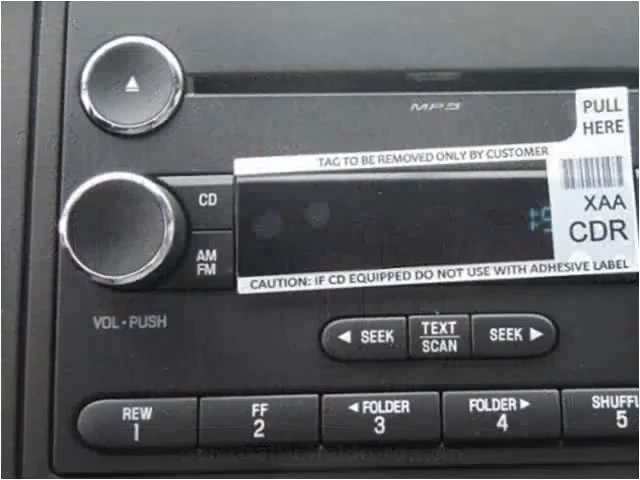 MP3
PULL
HERE
TAG TO BE REMOVED ONLY BY CUSTOMER
XAA
CDR
CD
AM
FM
CAUTION: IF CD EQUIPPED DO NOT USE WITH ADHESIVE LABEL
VOL•PUSH
◄ SEEK
TEXT
SCAN
SEEK ►
REW
1
FF
2
◄ FOLDER
3
FOLDER ►
4
SHUFFL
5